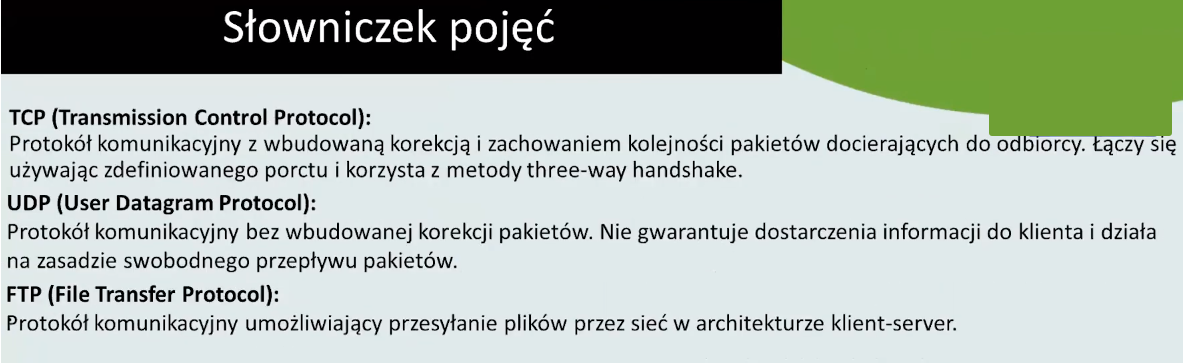 Słowniczek pojęć
TCP (Transmission Control Protocol):
Protokół komunikacyjny z wbudowaną korekcją i zachowaniem kolejności pakietów docierających do odbiorcy. Łączy się
używając zdefiniowanego porctu i korzysta z metody three-way handshake.
UDP (User Datagram Protocol):
Protokół komunikacyjny bez wbudowanej korekcji pakietów. Nie gwarantuje dostarczenia informacji do klienta i działa
na zasadzie swobodnego przepływu pakietów.
FTP (File Transfer Protocol):
Protokół komunikacyjny umożliwiający przesyłanie plików przez sieć w architekturze klient-server.